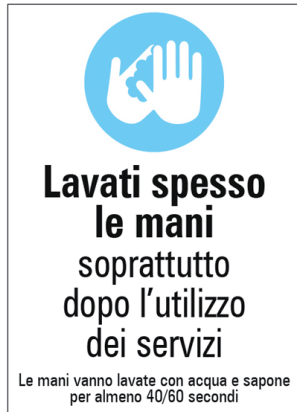 Lavati spesso
le mani
soprattutto
dopo l'utilizzo
dei servizi
Le mani vanno lavate con acqua e sapone
per almeno 40/60 secondi